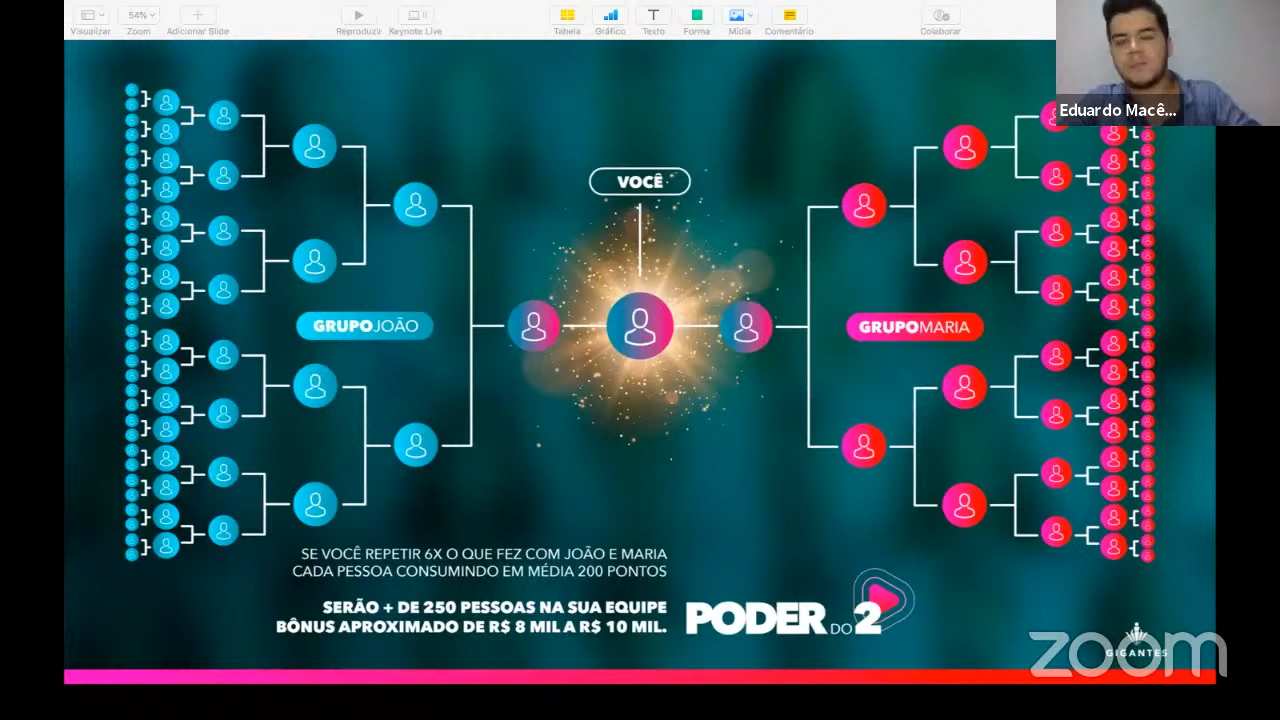 54%
Visualizar
Zoom
Adicionar Slide
Reproduzir
Keynote Live
Tabela
Gráfico
Texto
Forma
Mídia
Comentário
Colaborar
Eduardo Macê...
VOCÊ
GRUPOJOÃO
GRUPOMARIA
SE VOCÊ REPETIR 6X O QUE FEZ COM JOÃO E MARIA
CADA PESSOA CONSUMINDO EM MÉDIA 200 PONTOS
SERÃO + DE 250 PESSOAS NA SUA EQUIPE
BÔNUS APROXIMADO DE R$ 8 MIL A R$ 10 MIL.
PODER DO 2
GIGANTES
zoom